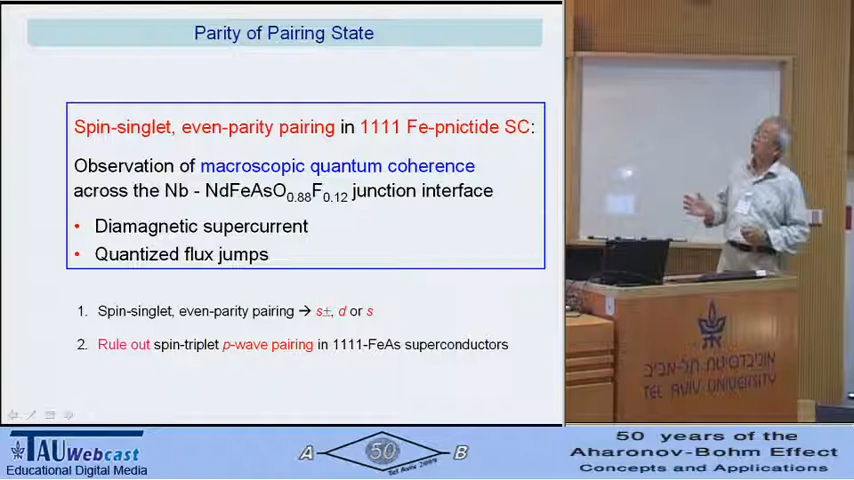 Parity of Pairing State
Spin-singlet, even-parity pairing in 1111 Fe-pnictide SC:
Observation of macroscopic quantum coherence
across the Nb - NdFeAsO0.88F0.12 junction interface
• Diamagnetic supercurrent
• Quantized flux jumps
1. Spin-singlet, even-parity pairing → s±, d or s
2. Rule out spin-triplet p-wave pairing in 1111-FeAs superconductors
אוניברסיטת תל-אביב
TEL AVIV UNIVERSITY
TAU Webcast
Educational Digital Media
A 50 B
Tel Aviv 2009
50 years of the
Aharonov-Bohm Effect
Concepts and Applications